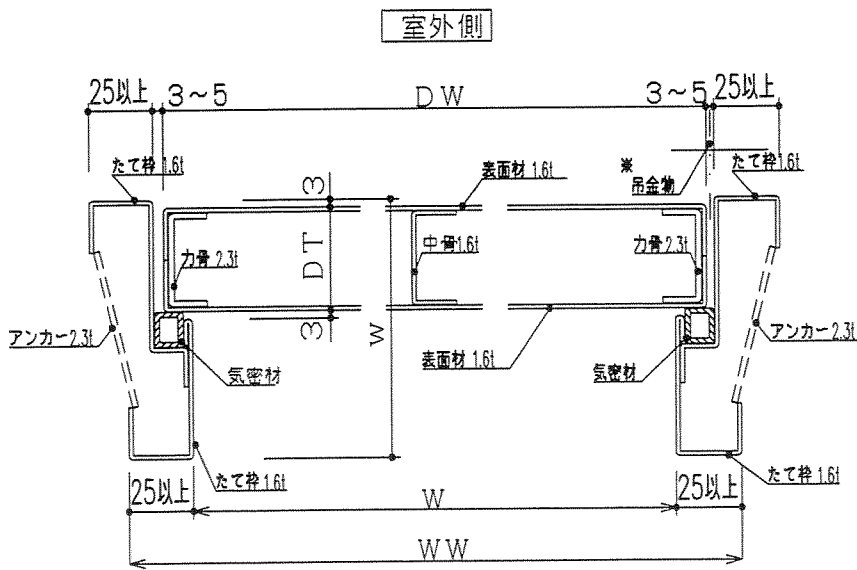 室外側
25以上
3～5
DW
3～5
25以上
たて枠 1.6t
3
表面材 1.6t
※
吊金物
たて枠 1.6t
力骨 2.3t
DT
中骨1.6t
力骨 2.3t
アンカー2.3t
3
w
表面材 1.6t
アンカー2.3t
気密材
気密材
たて枠 1.6t
たて枠 1.6t
25以上
W
25以上
WW